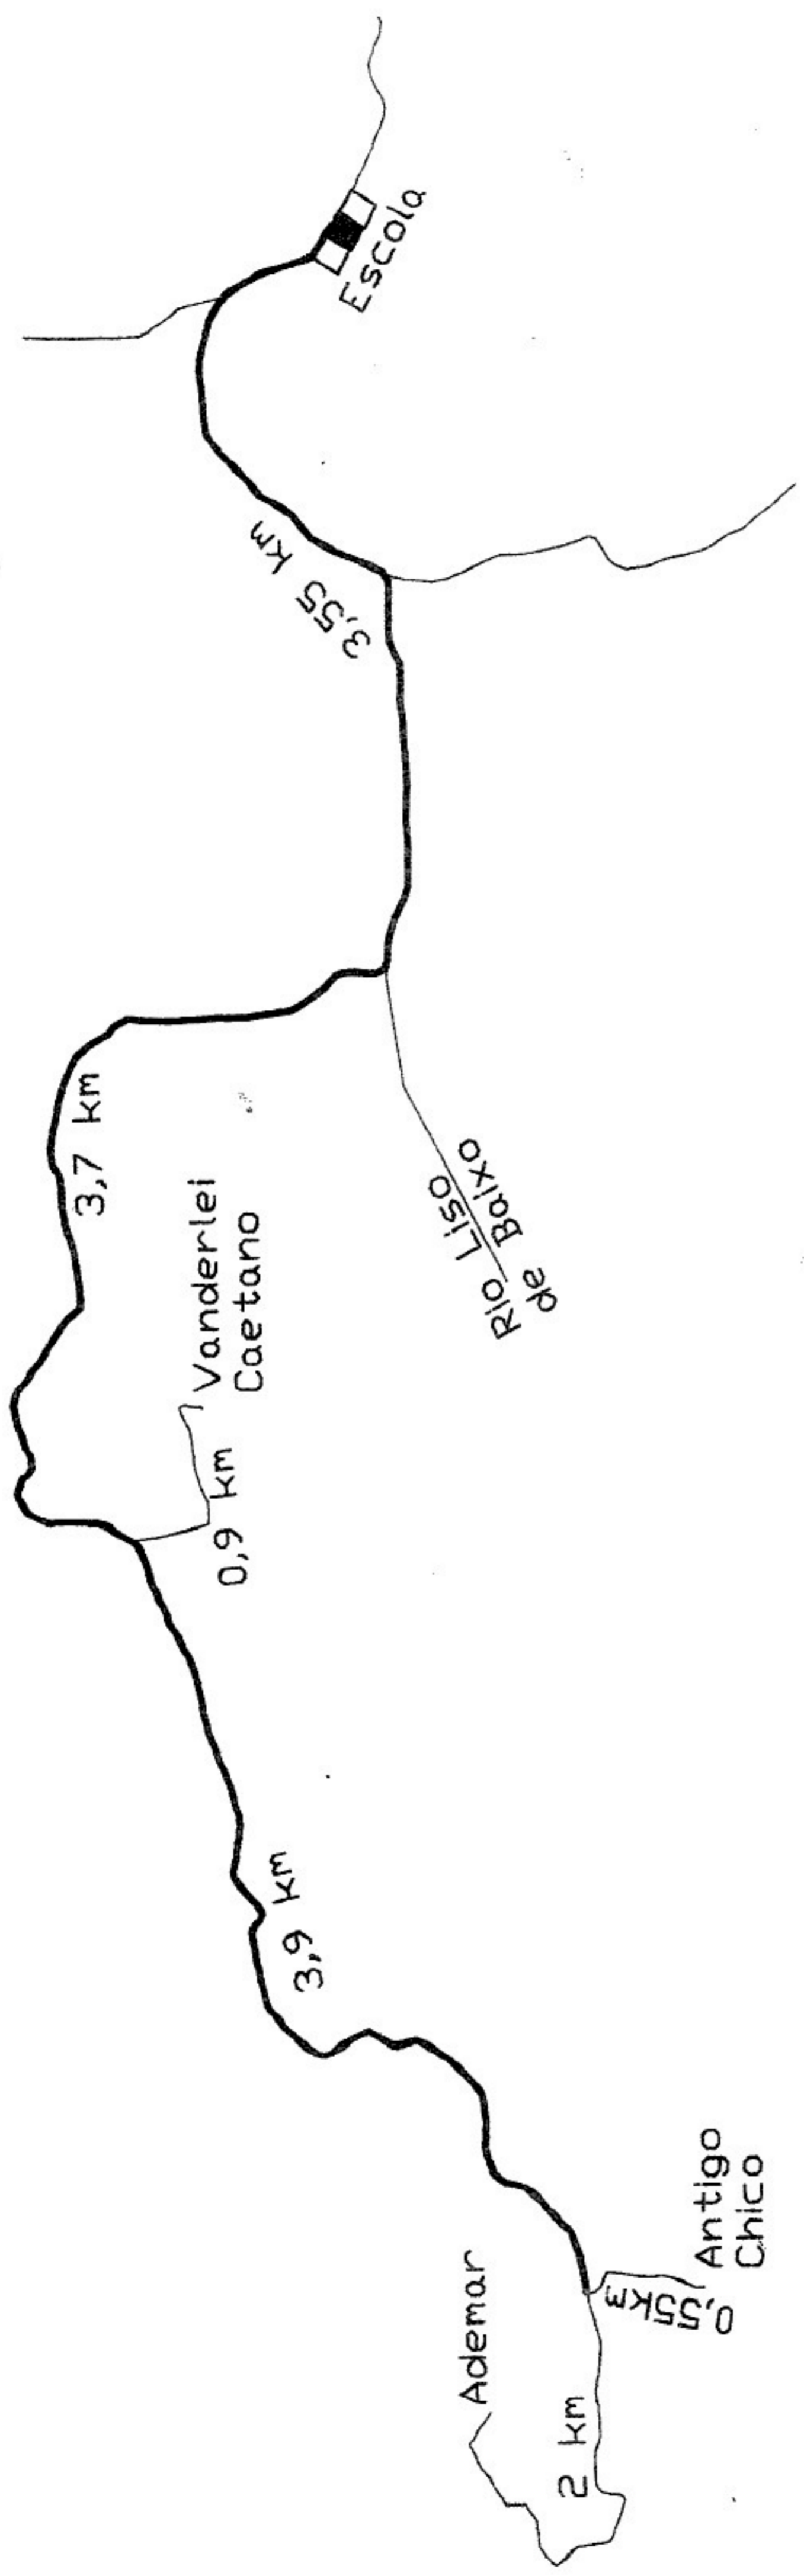 Escola
3,55 km
3,7 km
Rio Liso
de Baixo
Vanderlei
Caetano
0,9 km
3,9 km
Antigo
Chico
0,55km
Ademar
2 km